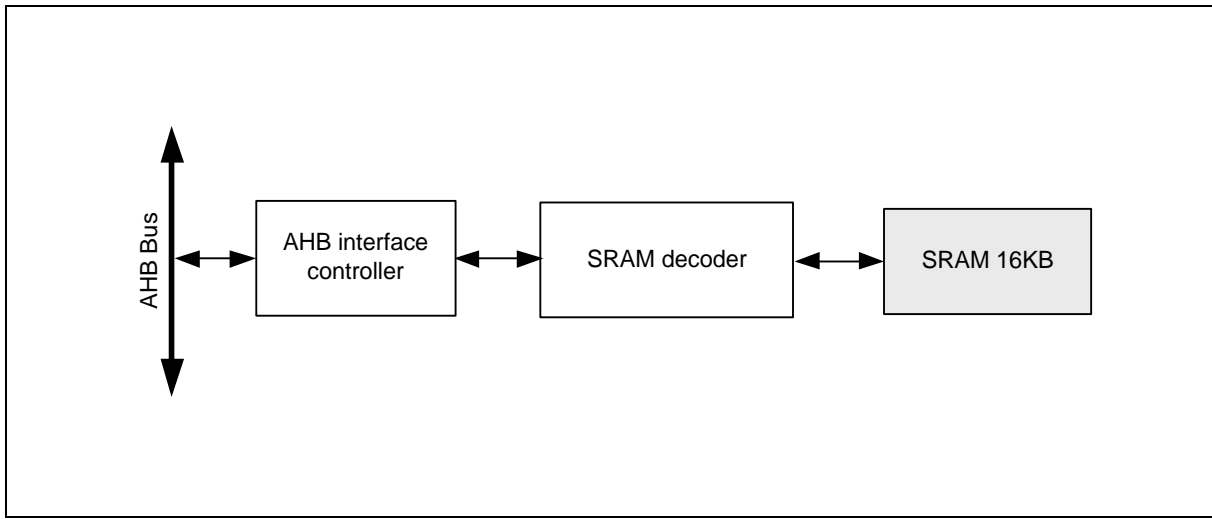 AHB Bus
AHB interface
controller
SRAM decoder
SRAM 16KB